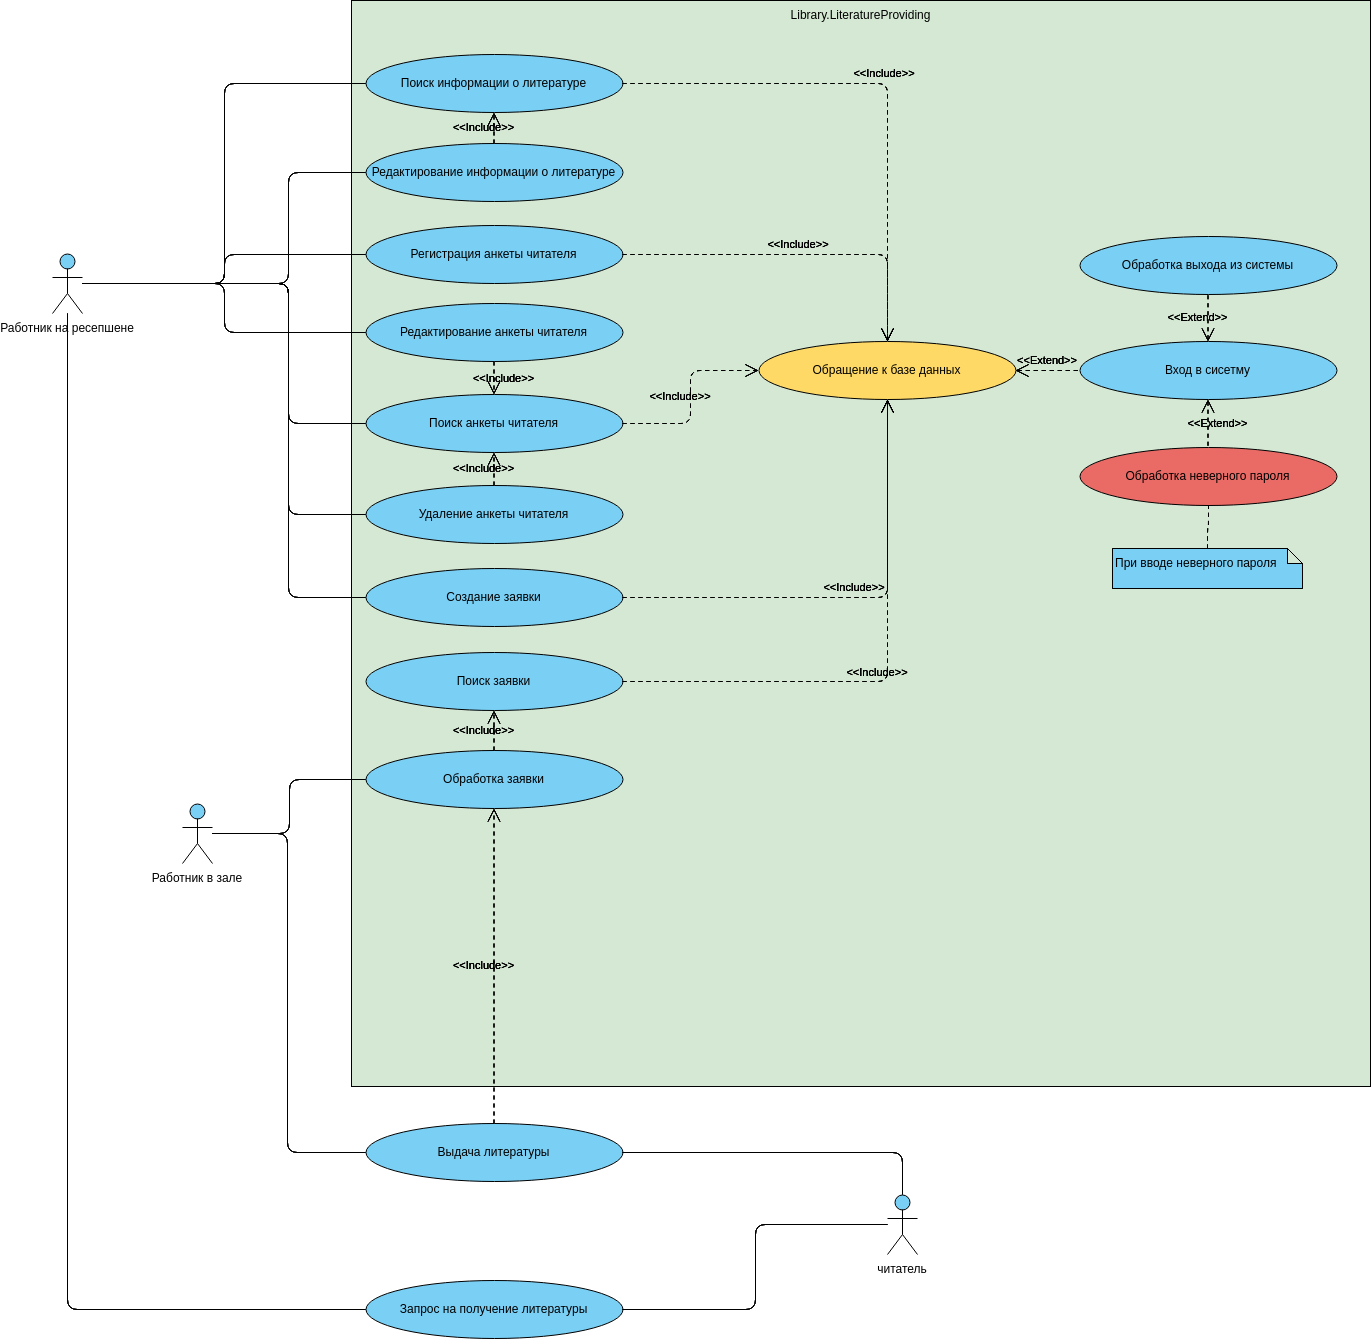 Library.LiteratureProviding
Поиск информации о литературе
<<Include>>
<<Include>>
Редактирование информации о литературе
Регистрация анкеты читателя
<<Include>>
Обработка выхода из системы
<<Extend>>
Работник на ресепшене
Редактирование анкеты читателя
<<Include>>
Обращение к базе данных
<<Extend>>
Вход в сисетму
<<Include>>
Поиск анкеты читателя
<<Extend>>
<<Include>>
Обработка неверного пароля
Удаление анкеты читателя
При вводе неверного пароля
Создание заявки
<<Include>>
Поиск заявки
<<Include>>
<<Include>>
Обработка заявки
Работник в зале
<<Include>>
Выдача литературы
читатель
Запрос на получение литературы